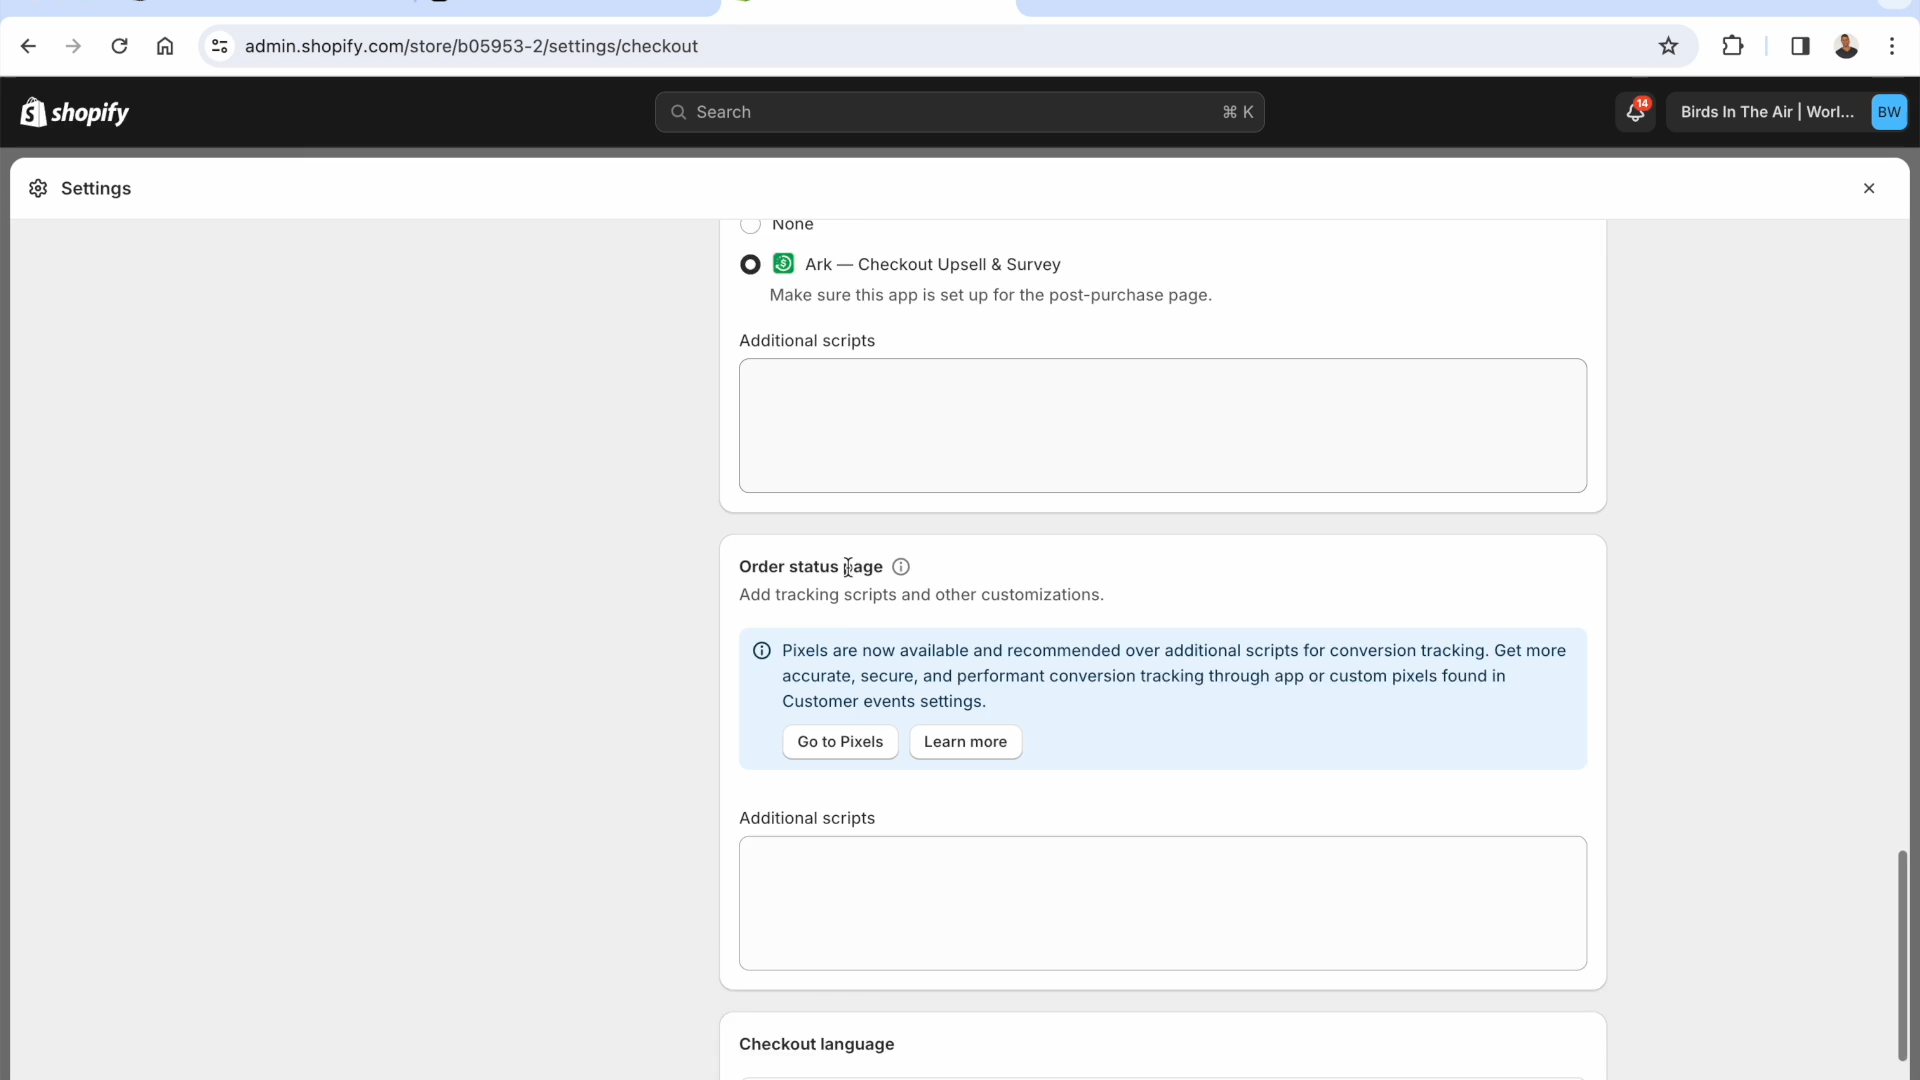 admin.shopify.com/store/b05953-2/settings/checkout
shopify
Search
⌘ K
14
Birds In The Air | Worl...
BW
Settings
None
Ark — Checkout Upsell & Survey
Make sure this app is set up for the post-purchase page.
Additional scripts
Order status page
Add tracking scripts and other customizations.
Pixels are now available and recommended over additional scripts for conversion tracking. Get more
accurate, secure, and performant conversion tracking through app or custom pixels found in
Customer events settings.
Go to Pixels
Learn more
Additional scripts
Checkout language